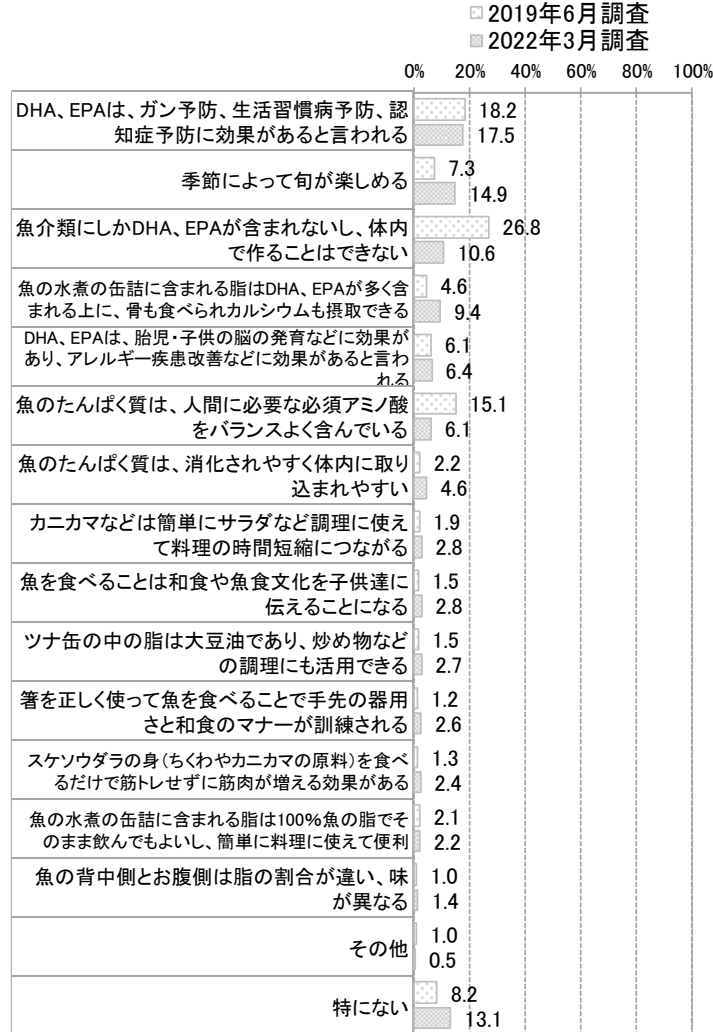 2019年6月調査
2022年3月調査
0% 20% 40% 60% 80% 100%
DHA、EPAは、ガン予防、生活習慣病予防、認
知症予防に効果があると言われる
18.2
17.5
季節によって旬が楽しめる
7.3
14.9
魚介類にしかDHA、EPAが含まれないし、体内
で作ることはできない
26.8
10.6
魚の水煮の缶詰に含まれる脂はDHA、EPAが多く含
まれる上に、骨も食べられカルシウムも摂取できる
4.6
9.4
DHA、EPAは、胎児・子供の脳の発育などに効果が
あり、アレルギー疾患改善などに効果があると言わ
れる
6.1
6.4
魚のたんぱく質は、人間に必要な必須アミノ酸
をバランスよく含んでいる
15.1
6.1
魚のたんぱく質は、消化されやすく体内に取り
込まれやすい
2.2
4.6
カニカマなどは簡単にサラダなど調理に使え
て料理の時間短縮につながる
1.9
2.8
魚を食べることは和食や魚食文化を子供達に
伝えることになる
1.5
2.8
ツナ缶の中の脂は大豆油であり、炒め物など
の調理にも活用できる
1.5
2.7
箸を正しく使って魚を食べることで手先の器用
さと和食のマナーが訓練される
1.2
2.6
スケソウダラの身（ちくわやカニカマの原料）を食べ
るだけで筋トレせずに筋肉が増える効果がある
1.3
2.4
魚の水煮の缶詰に含まれる脂は100%魚の脂でそ
のまま飲んでもよいし、簡単に料理に使えて便利
2.1
2.2
魚の背中側とお腹側は脂の割合が違い、味
が異なる
1.0
1.4
その他
1.0
0.5
特にない
8.2
13.1